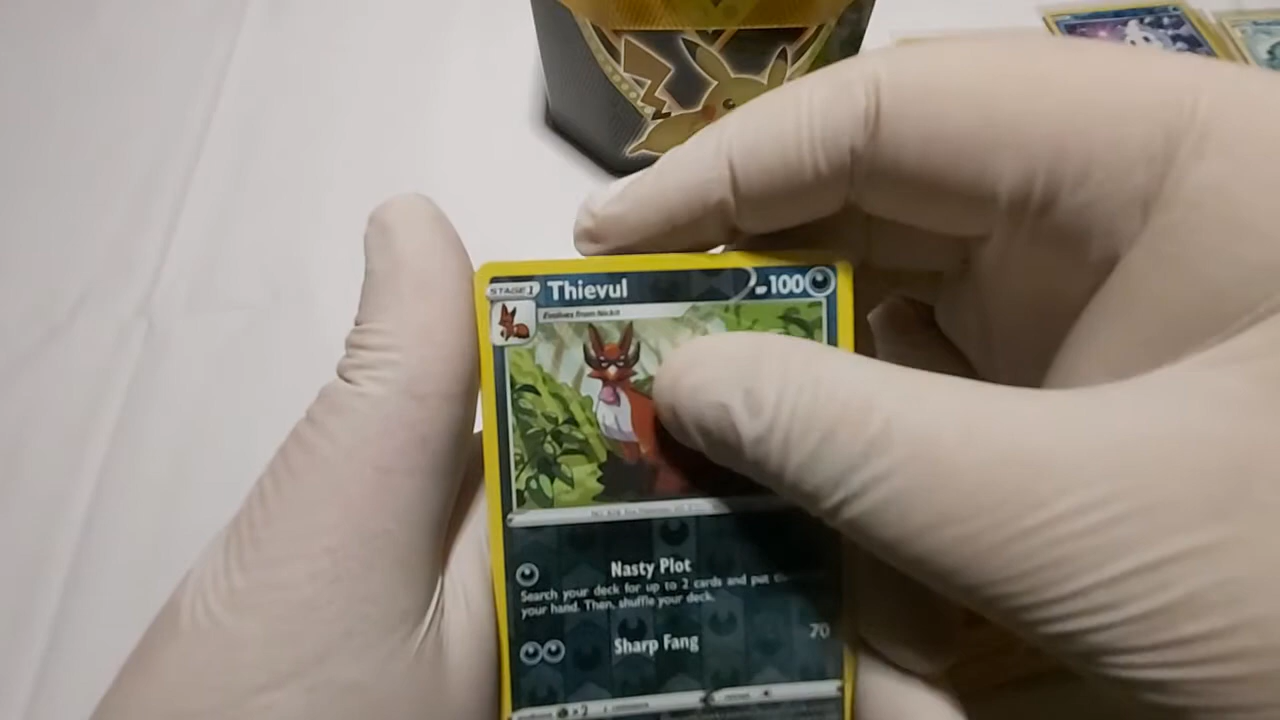 STAGE 1
Thievul
100
Evolves from Nickit
Nasty Plot
Search your deck for up to 2 cards and put
your hand. Then, shuffle your deck.
Sharp Fang
70
×2